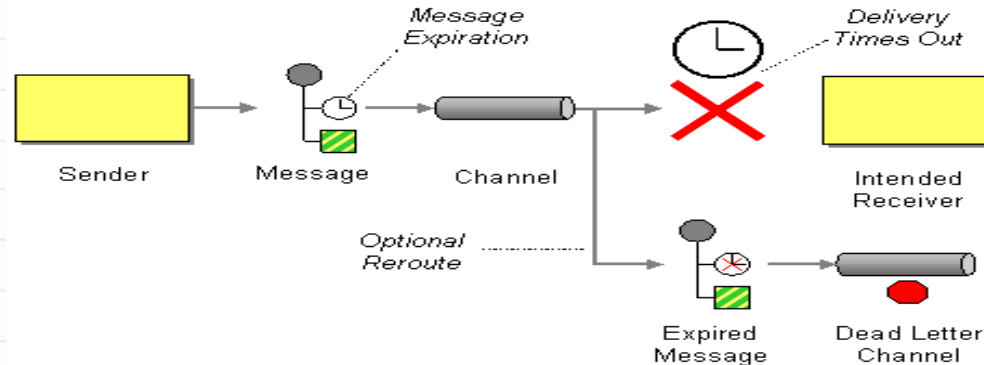 Message
Expiration
Delivery
Times Out
Sender
Message
Channel
Intended
Receiver
Optional
Reroute
Expired
Message
Dead Letter
Channel